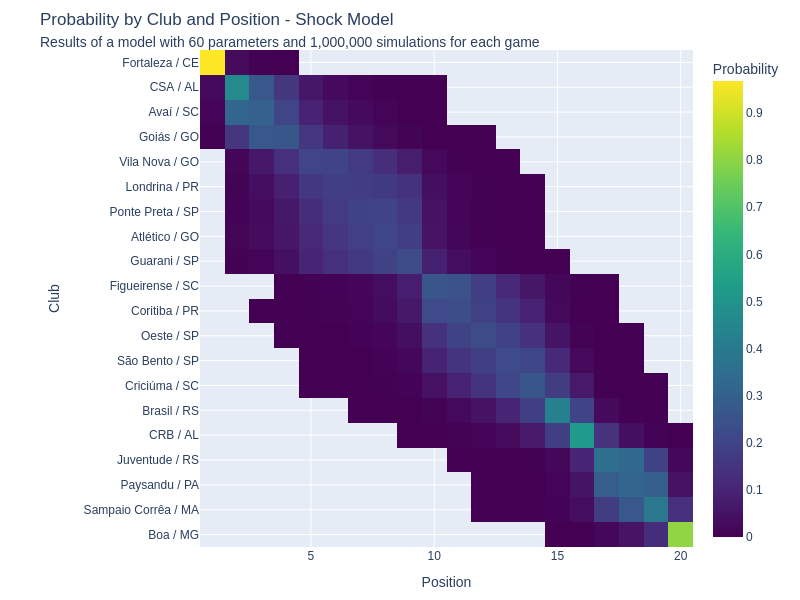 Probability by Club and Position - Shock Model
Results of a model with 60 parameters and 1,000,000 simulations for each game
Probability
Club
Fortaleza / CE
CSA / AL
Avaí / SC
Goiás / GO
Vila Nova / GO
Londrina / PR
Ponte Preta / SP
Atlético / GO
Guarani / SP
Figueirense / SC
Coritiba / PR
Oeste / SP
São Bento / SP
Criciúma / SC
Brasil / RS
CRB / AL
Juventude / RS
Paysandu / PA
Sampaio Corrêa / MA
Boa / MG
0.9
0.8
0.7
0.6
0.5
0.4
0.3
0.2
0.1
0
5 10 15 20
Position